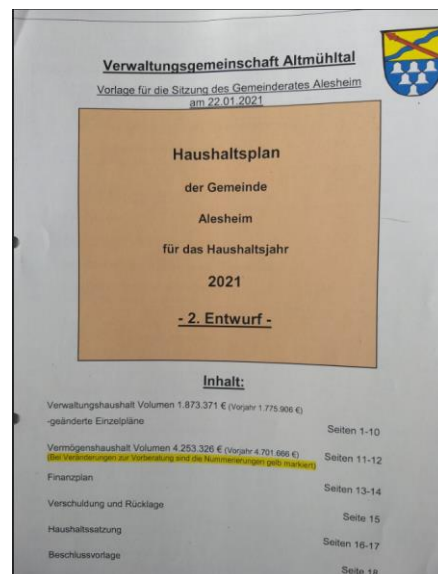 Verwaltungsgemeinschaft Altmühltal
Vorlage für die Sitzung des Gemeinderates Alesheim
am 22.01.2021
Haushaltsplan
der Gemeinde
Alesheim
für das Haushaltsjahr
2021
- 2. Entwurf -
Inhalt:
Verwaltungshaushalt Volumen 1.873.371 € (Vorjahr 1.775.906 €)
-geänderte Einzelpläne Seiten 1-10
Vermögenshaushalt Volumen 4.253.326 € (Vorjahr 4.701.666 €)
(Bei Veränderungen zur Vorberatung sind die Nummerierungen gelb markiert) Seiten 11-12
Finanzplan Seiten 13-14
Verschuldung und Rücklage Seite 15
Haushaltssatzung Seiten 16-17
Beschlussvorlage Seite 18